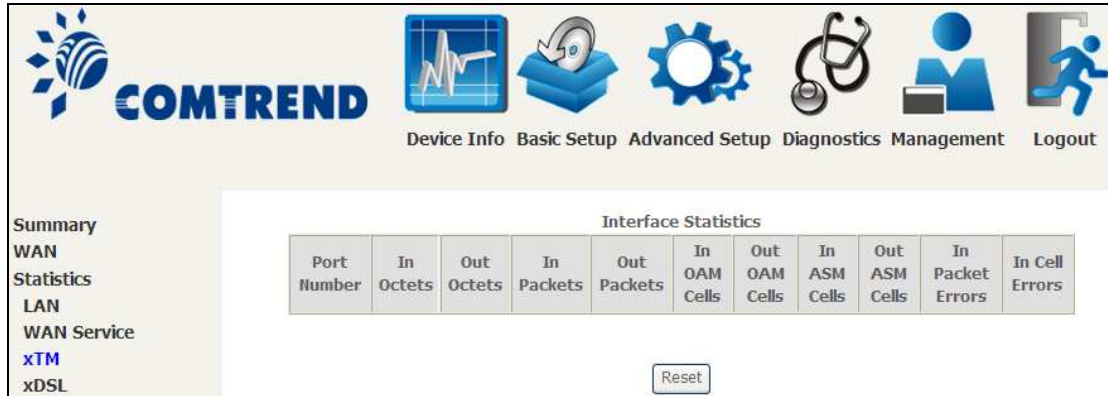 COMTREND
Device Info Basic Setup Advanced Setup Diagnostics Management Logout
Summary
WAN
Statistics
LAN
WAN Service
xTM
xDSL
Interface Statistics
Port Number
In Octets
Out Octets
In Packets
Out Packets
In OAM Cells
Out OAM Cells
In ASM Cells
Out ASM Cells
In Packet Errors
In Cell Errors
Reset